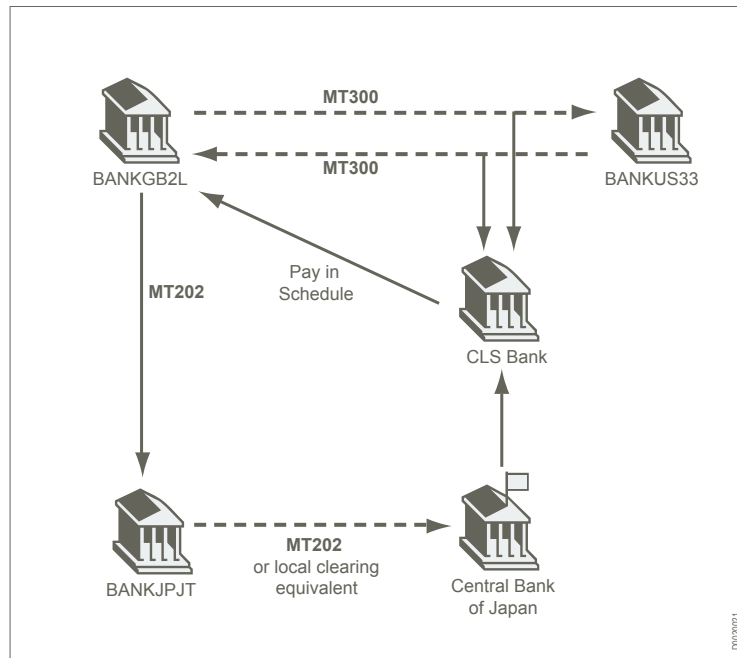 MT300
MT300
BANKGB2L
BANKUS33
Pay in
Schedule
MT202
CLS Bank
MT202
or local clearing
equivalent
BANKJPJT
Central Bank
of Japan
D0020021